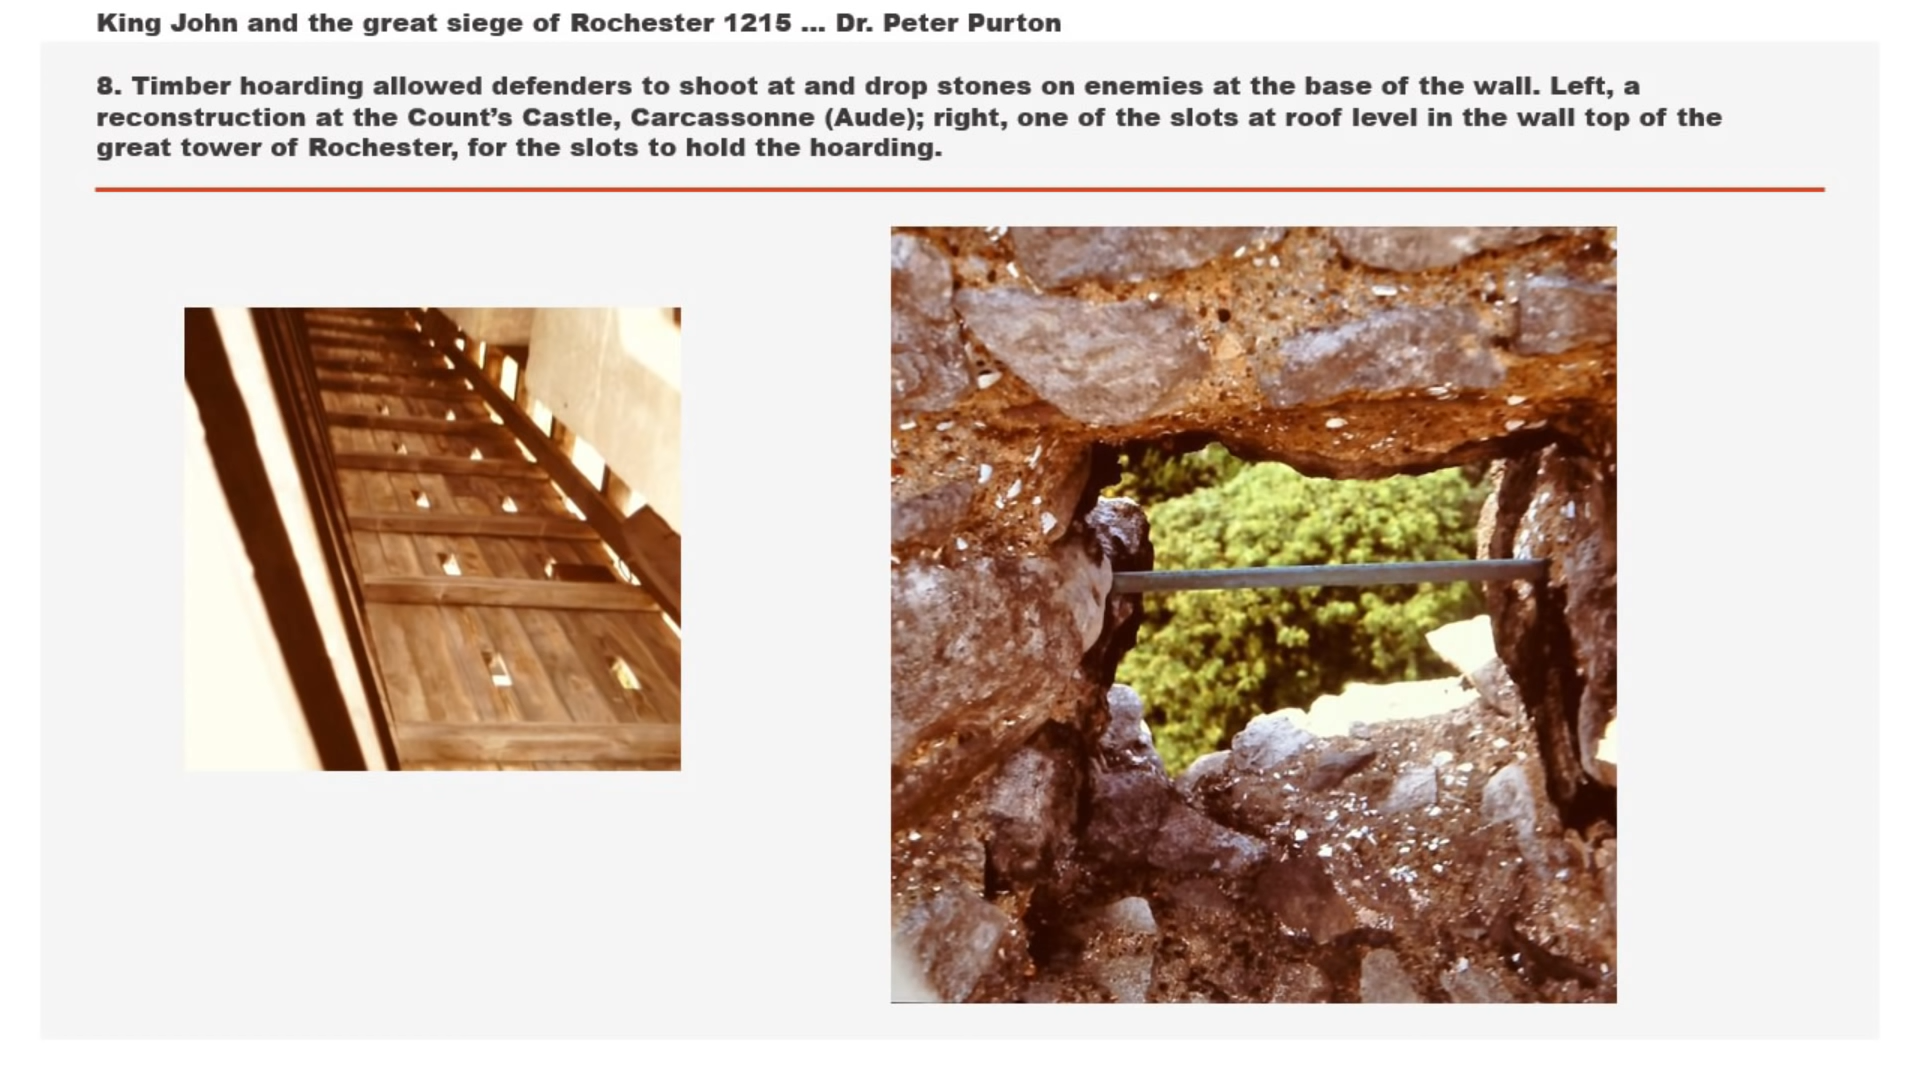 King John and the great siege of Rochester 1215 ... Dr. Peter Purton
8. Timber hoarding allowed defenders to shoot at and drop stones on enemies at the base of the wall. Left, a
reconstruction at the Count’s Castle, Carcassonne (Aude); right, one of the slots at roof level in the wall top of the
great tower of Rochester, for the slots to hold the hoarding.